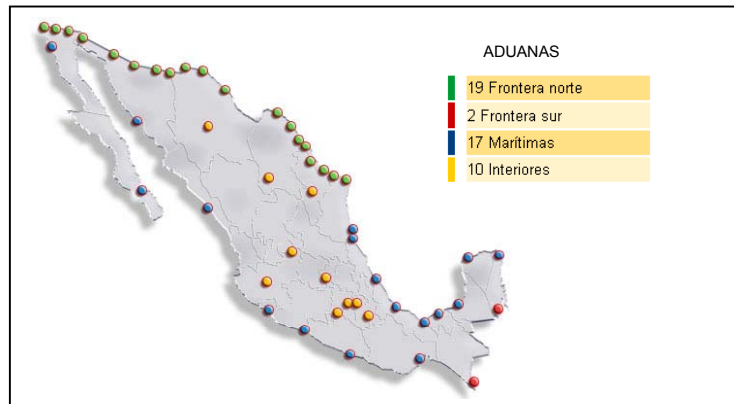 ADUANAS
19 Frontera norte
2 Frontera sur
17 Marítimas
10 Interiores